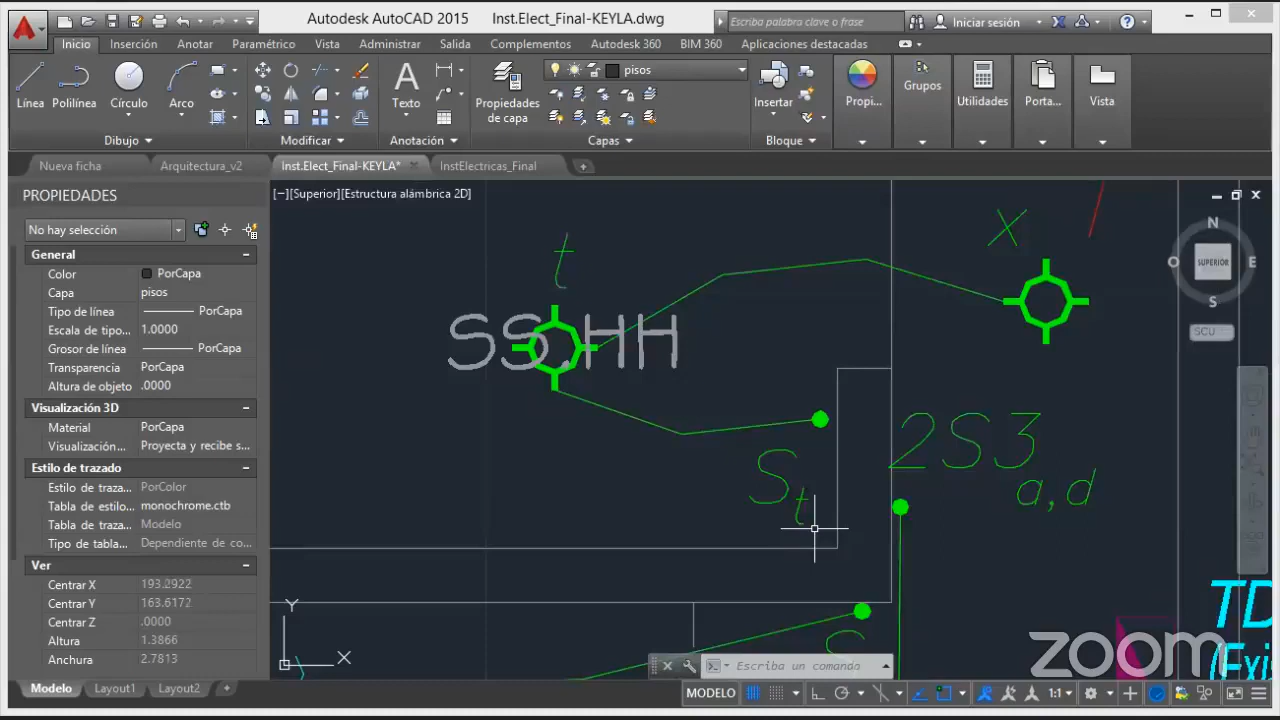 Autodesk AutoCAD 2015 Inst.Elect_Final-KEYLA.dwg
Escriba palabra clave o frase
Iniciar sesión
Inicio Inserción Anotar Paramétrico Vista Administrar Salida Complementos Autodesk 360 BIM 360 Aplicaciones destacadas
pisos
Línea Polilínea Círculo Arco Texto Propiedades de capa Insertar Propi... Grupos Utilidades Porta... Vista
Dibujo Modificar Anotación Capas Bloque
Nueva ficha Arquitectura_v2 Inst.Elect_Final-KEYLA* InstElectricas_Final
PROPIEDADES
[−][Superior][Estructura alámbrica 2D]
No hay selección
General
Color PorCapa
Capa pisos
Tipo de línea PorCapa
Escala de tipo... 1.0000
Grosor de línea PorCapa
Transparencia PorCapa
Altura de objeto .0000
Visualización 3D
Material PorCapa
Visualización... Proyecta y recibe s...
Estilo de trazado
Estilo de traza... PorColor
Tabla de estilo... monochrome.ctb
Tabla de traza... Modelo
Tipo de tabla... Dependiente de co...
Ver
Centrar X 193.2922
Centrar Y 163.6172
Centrar Z .0000
Altura 1.3866
Anchura 2.7813
t
x
SS.HH
St
2S3
a,d
S
TD
(Exi
N
O SUPERIOR E
S
SCU
Y
X
zoom
Escriba un comando
Modelo Layout1 Layout2 +
MODELO 1:1